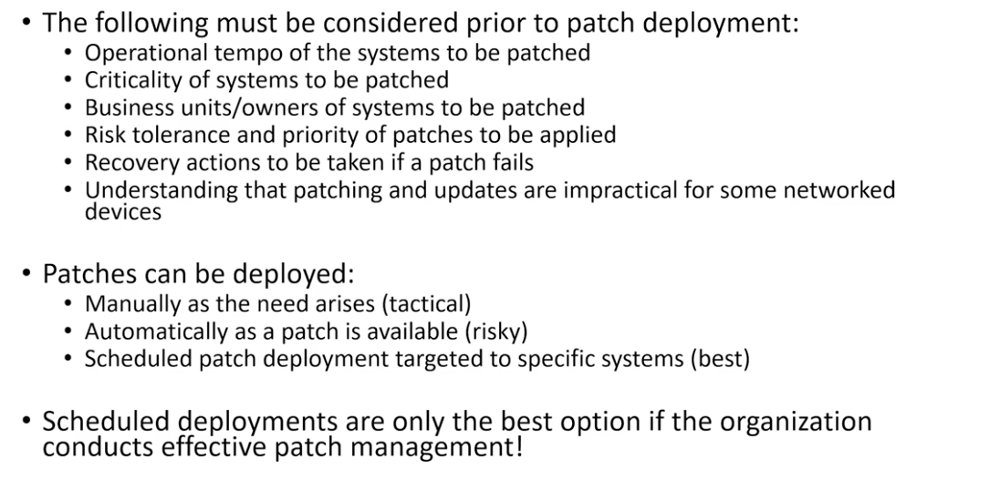 • The following must be considered prior to patch deployment:
• Operational tempo of the systems to be patched
• Criticality of systems to be patched
• Business units/owners of systems to be patched
• Risk tolerance and priority of patches to be applied
• Recovery actions to be taken if a patch fails
• Understanding that patching and updates are impractical for some networked
devices
• Patches can be deployed:
• Manually as the need arises (tactical)
• Automatically as a patch is available (risky)
• Scheduled patch deployment targeted to specific systems (best)
• Scheduled deployments are only the best option if the organization
conducts effective patch management!